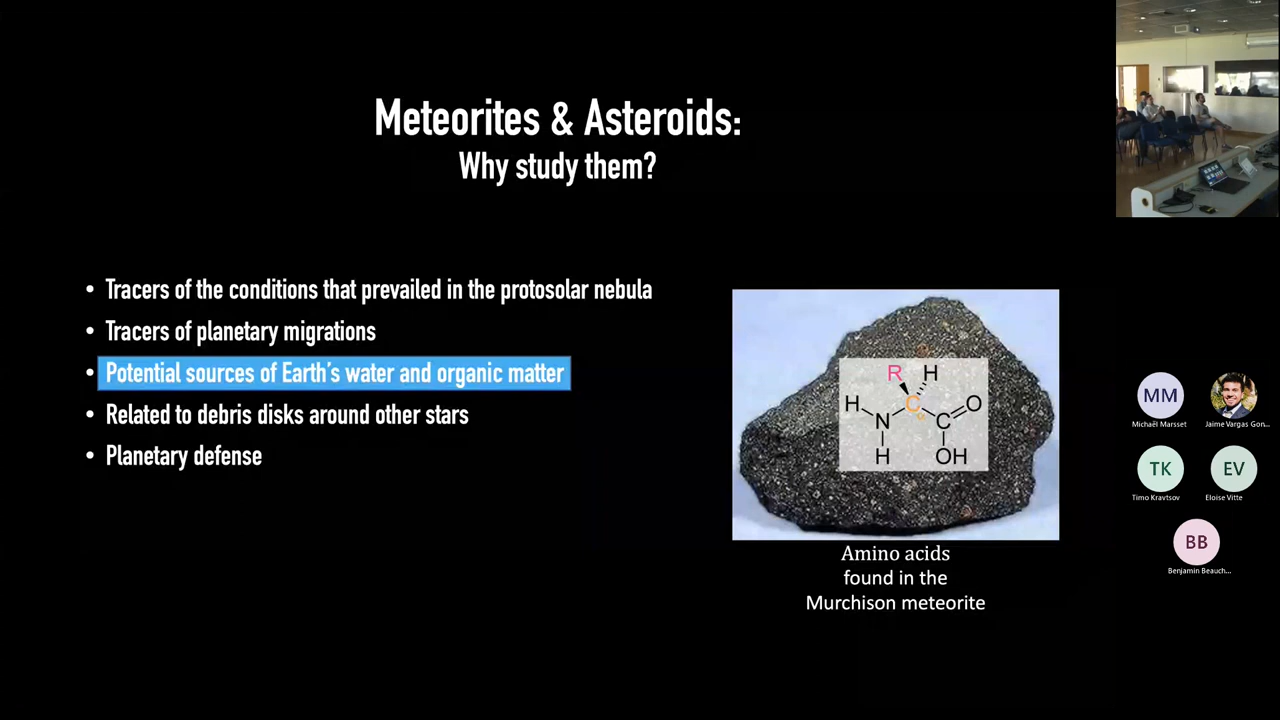 Meteorites & Asteroids:
Why study them?
• Tracers of the conditions that prevailed in the protosolar nebula
• Tracers of planetary migrations
• Potential sources of Earth's water and organic matter
• Related to debris disks around other stars
• Planetary defense
R H
H N C C O
H OH
Amino acids
found in the
Murchison meteorite
MM
Michaël Marsset
Jaime Vargas Gon...
TK
Timo Kravtsov
EV
Eloise Vitte
BB
Benjamin Beauch...